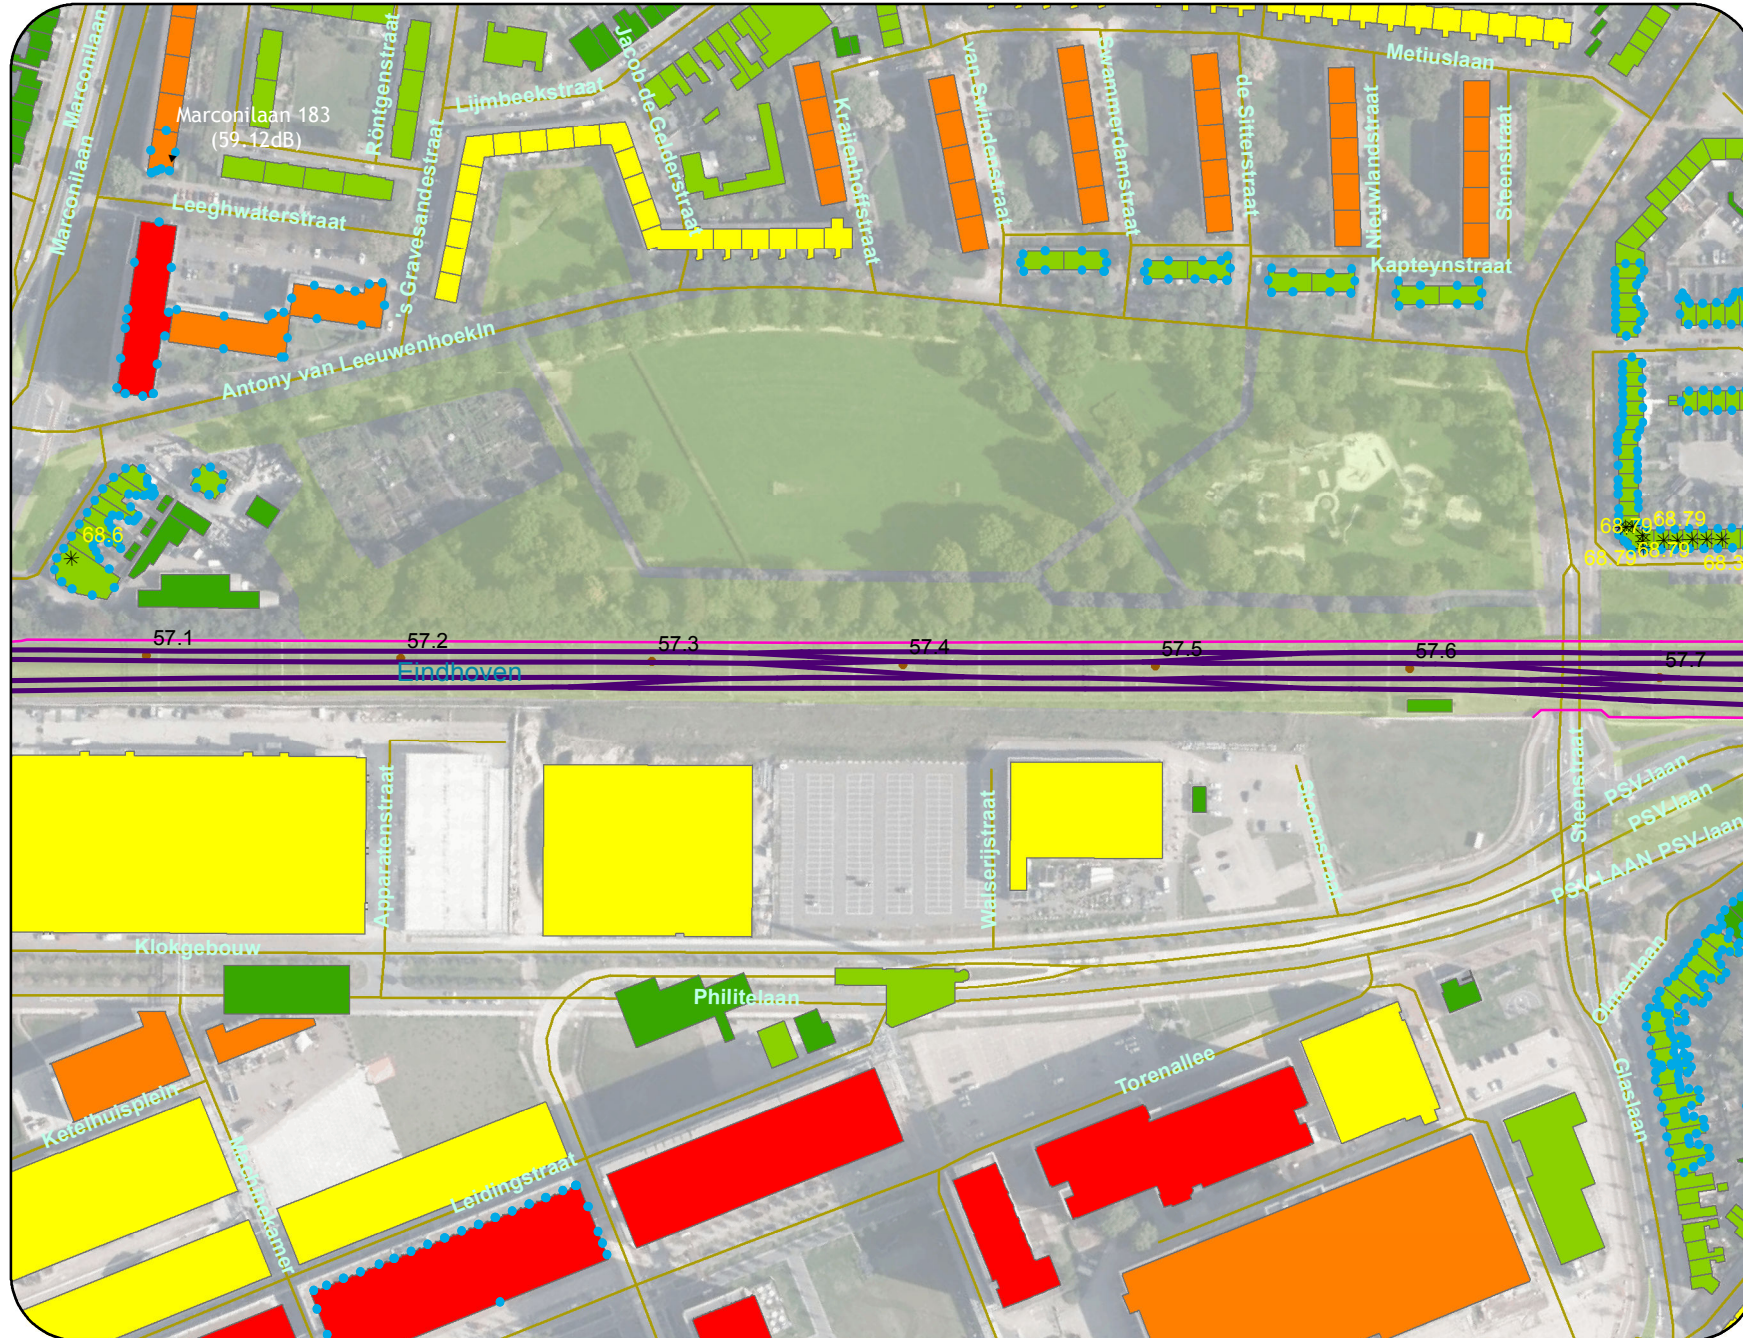 Marconilaan
Marconilaan
Marconilaan 183
(59.12dB)
Röntgenstraat
Lijmbeekstraat
Jacob de Gelderstraat
Kraijenhoffstraat
van Swindenstraat
Swammerdamstraat
de Sitterstraat
Nieuwlandstraat
Metiuslaan
Steenstraat
Leeghwaterstraat
's Gravesandestraat
Kapteynstraat
Antony van Leeuwenhoekln
68.6
68.79
68.79
68.79
68.79
57.1
57.2
57.3
57.4
57.5
57.6
57.7
Eindhoven
Apparatenstraat
Walserijstraat
Steenstraat
PSV-laan
PSV-laan
PSV-LAAN
PSV-laan
Klokgebouw
Philitelaan
Olmenlaan
Glaslaan
Torenallee
Ketelhuisplein
Machinekamer
Leidingstraat